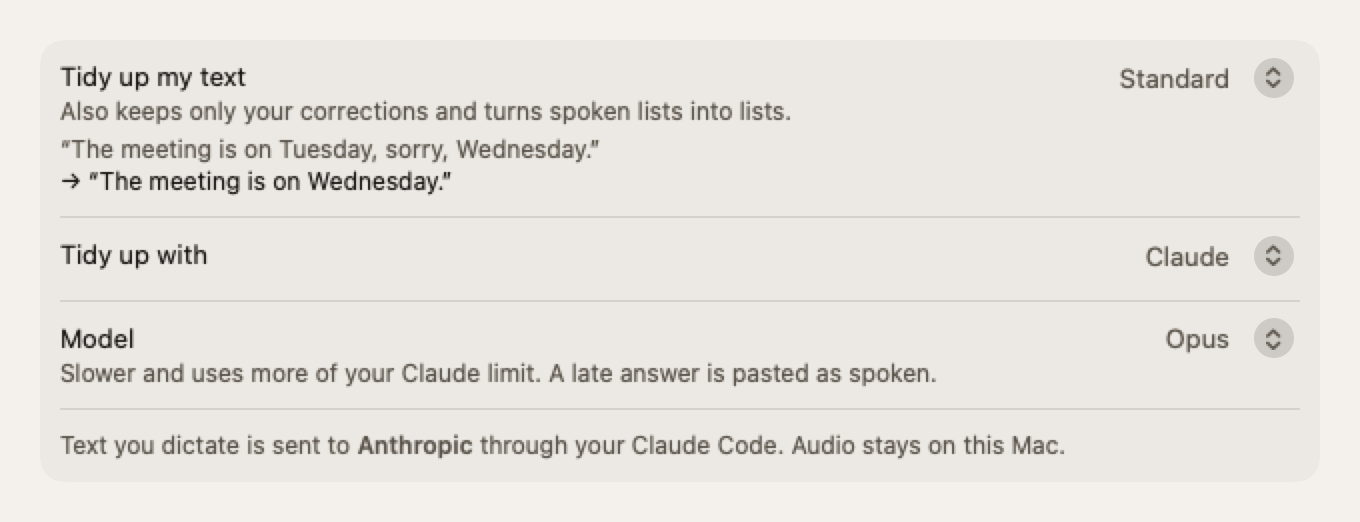 Tidy up my text
Standard
Also keeps only your corrections and turns spoken lists into lists.
“The meeting is on Tuesday, sorry, Wednesday.”
→ “The meeting is on Wednesday.”
Tidy up with
Claude
Model
Opus
Slower and uses more of your Claude limit. A late answer is pasted as spoken.
Text you dictate is sent to Anthropic through your Claude Code. Audio stays on this Mac.